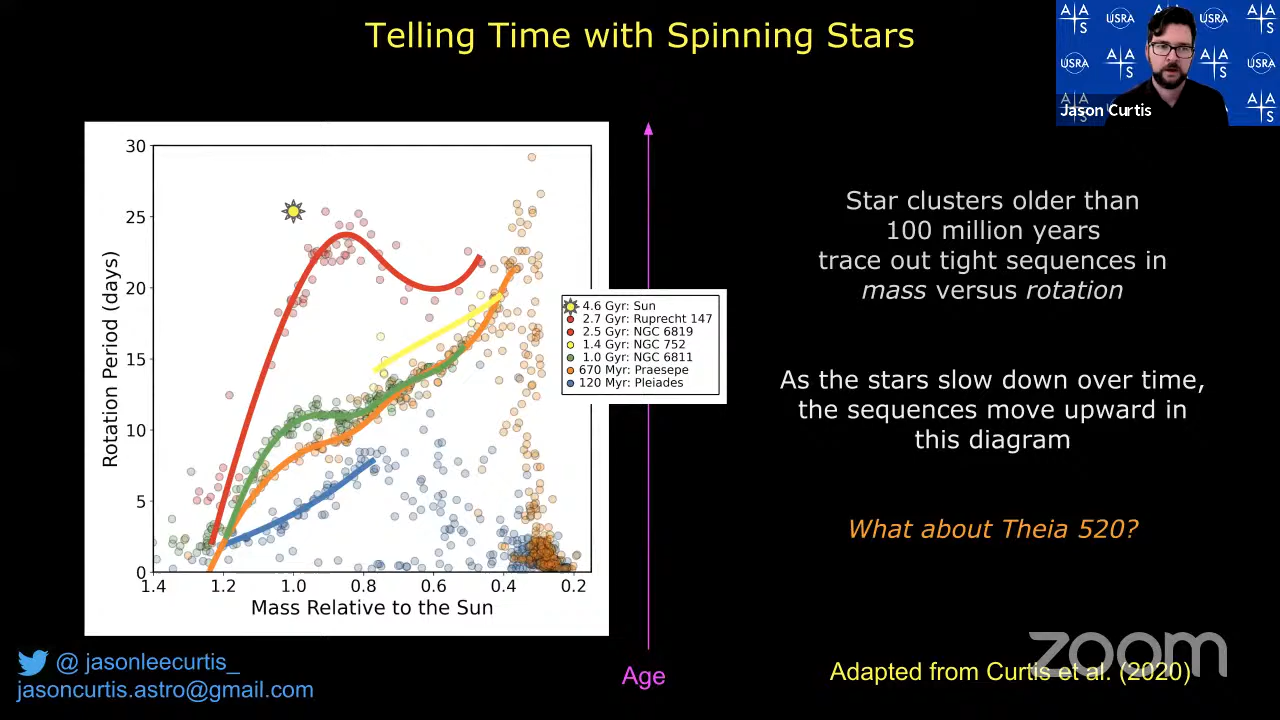 Telling Time with Spinning Stars
A A
S
USRA
A A
S
USRA
A A
S
USRA
A A
S
USRA
A A
S
USRA
A A
S
A A
S
Jason Curtis
30
25
20
15
10
5
0
Rotation Period (days)
1.4 1.2 1.0 0.8 0.6 0.4 0.2
Mass Relative to the Sun
4.6 Gyr: Sun
2.7 Gyr: Ruprecht 147
2.5 Gyr: NGC 6819
1.4 Gyr: NGC 752
1.0 Gyr: NGC 6811
670 Myr: Praesepe
120 Myr: Pleiades
Age
Star clusters older than
100 million years
trace out tight sequences in
mass versus rotation
As the stars slow down over time,
the sequences move upward in
this diagram
What about Theia 520?
@ jasonleecurtis_
jasoncurtis.astro@gmail.com
Adapted from Curtis et al. (2020)
zoom